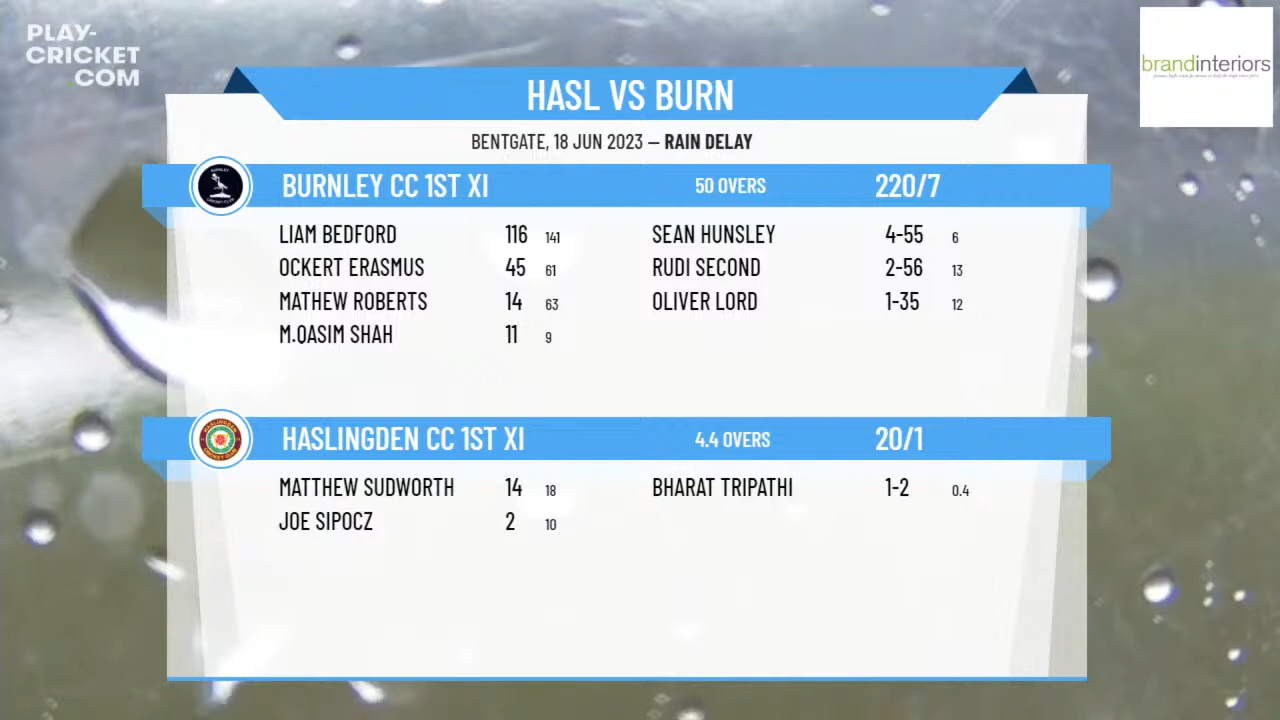 PLAY-
CRICKET
.COM
brandinteriors
HASL VS BURN
BENTGATE, 18 JUN 2023 – RAIN DELAY
BURNLEY CC 1ST XI 50 OVERS 220/7
LIAM BEDFORD 116 141 SEAN HUNSLEY 4-55 6
OCKERT ERASMUS 45 61 RUDI SECOND 2-56 13
MATHEW ROBERTS 14 63 OLIVER LORD 1-35 12
M.QASIM SHAH 11 9
HASLINGDEN CC 1ST XI 4.4 OVERS 20/1
MATTHEW SUDWORTH 14 18 BHARAT TRIPATHI 1-2 0.4
JOE SIPOCZ 2 10